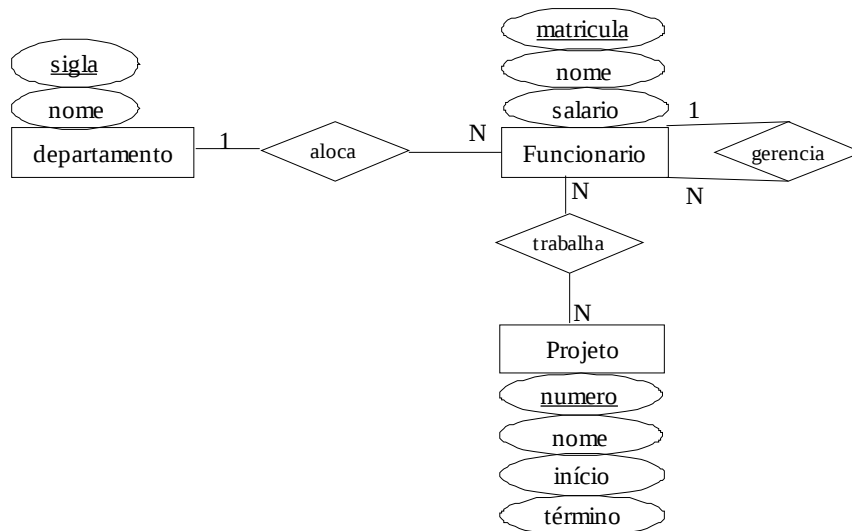 sigla
nome
departamento
1
aloca
N
matricula
nome
salario
Funcionario
1
gerencia
N
N
trabalha
N
Projeto
numero
nome
início
término